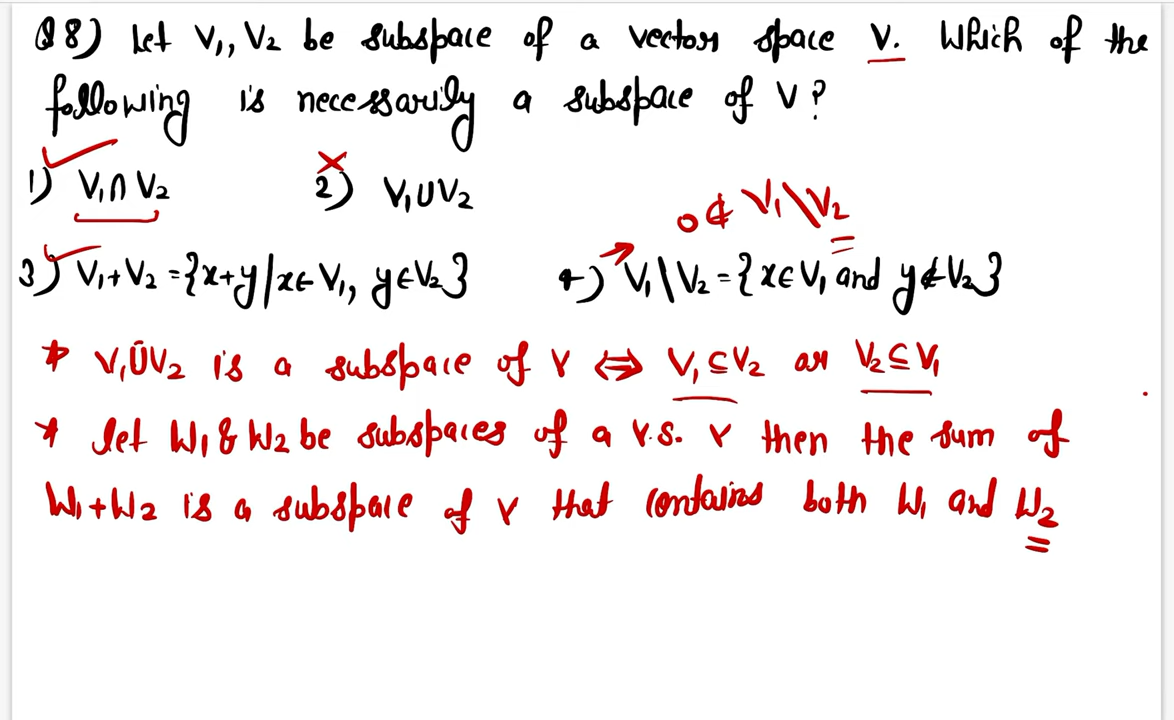 Q8) Let V₁, V₂ be subspace of a vector space V. Which of the
following is necessarily a subspace of V?
1) V₁∩V₂ 2) V₁∪V₂
0∉ V₁\V₂
3) V₁+V₂ = {x+y/x∈V₁, y∈V₂} 4) V₁\V₂ = {x∈V₁ and y∉V₂}
* V₁∪V₂ is a subspace of V ⇔ V₁⊆V₂ or V₂⊆V₁
* let W₁ & W₂ be subspaces of a v.s. V then the sum of
W₁+W₂ is a subspace of V that contains both W₁ and W₂